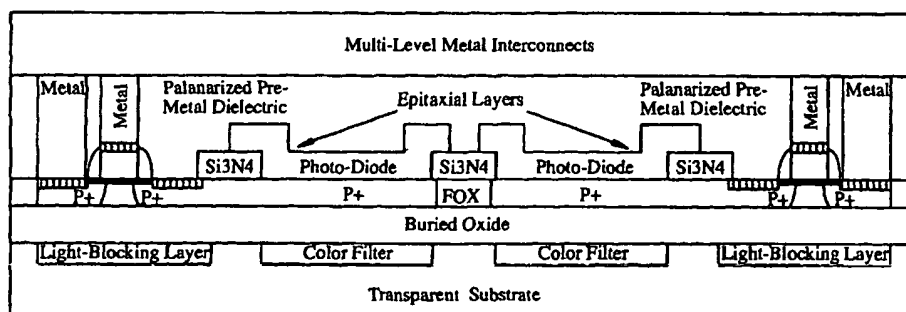 Multi-Level Metal Interconnects
Metal
Metal
Palanarized Pre-
Metal Dielectric
Epitaxial Layers
Palanarized Pre-
Metal Dielectric
Metal
Metal
Si3N4
Photo-Diode
Si3N4
Photo-Diode
Si3N4
P+
P+
P+
FOX
P+
P+
P+
Buried Oxide
Light-Blocking Layer
Color Filter
Color Filter
Light-Blocking Layer
Transparent Substrate